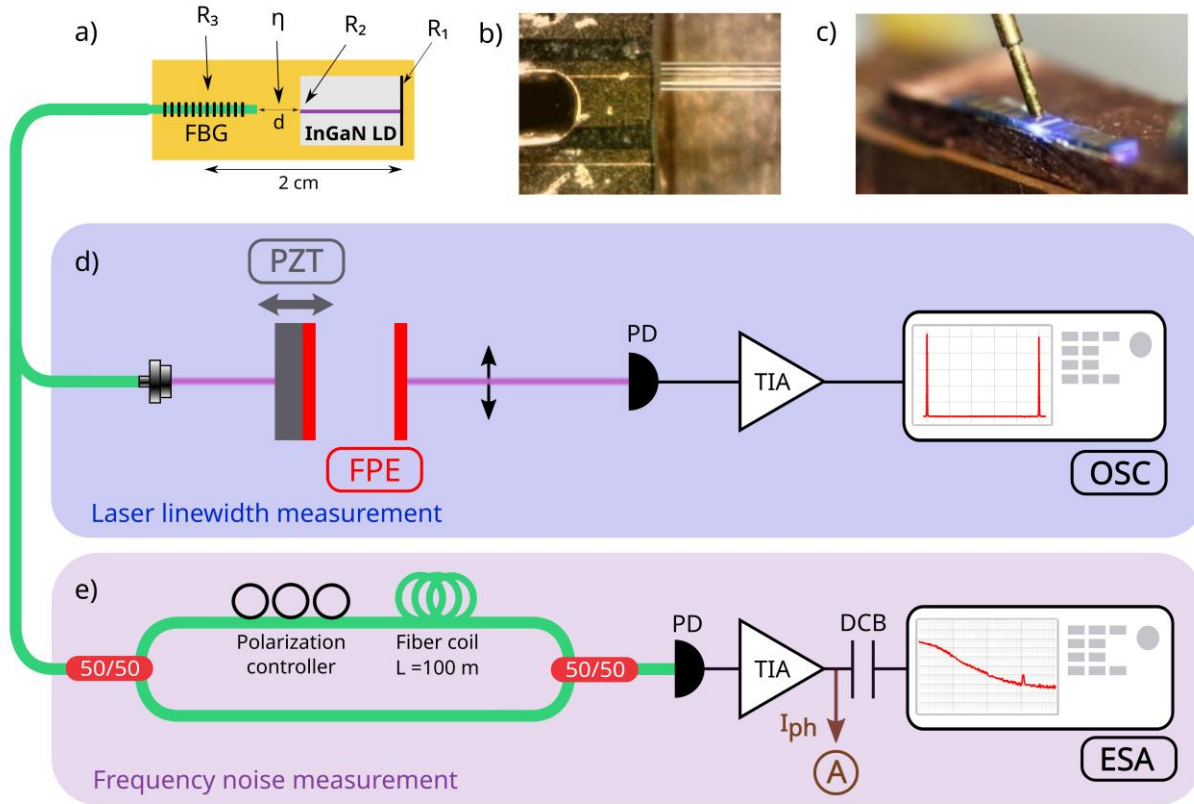 a)
R₃
η
R₂
R₁
FBG
d
InGaN LD
2 cm
b)
c)
d)
PZT
FPE
PD
TIA
OSC
Laser linewidth measurement
e)
50/50
Polarization
controller
Fiber coil
L =100 m
50/50
PD
TIA
DCB
Iph
A
ESA
Frequency noise measurement